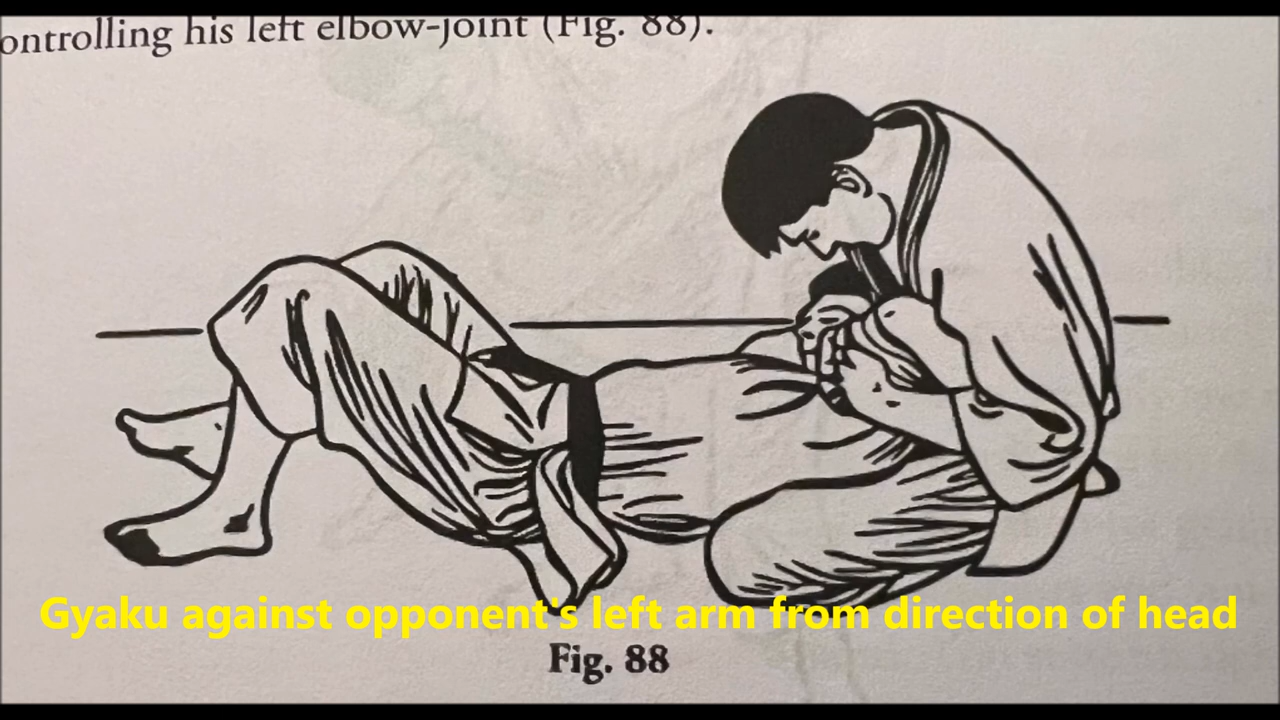 ontrolling his left elbow-joint (Fig. 88).
Gyaku against opponent's left arm from direction of head
Fig. 88